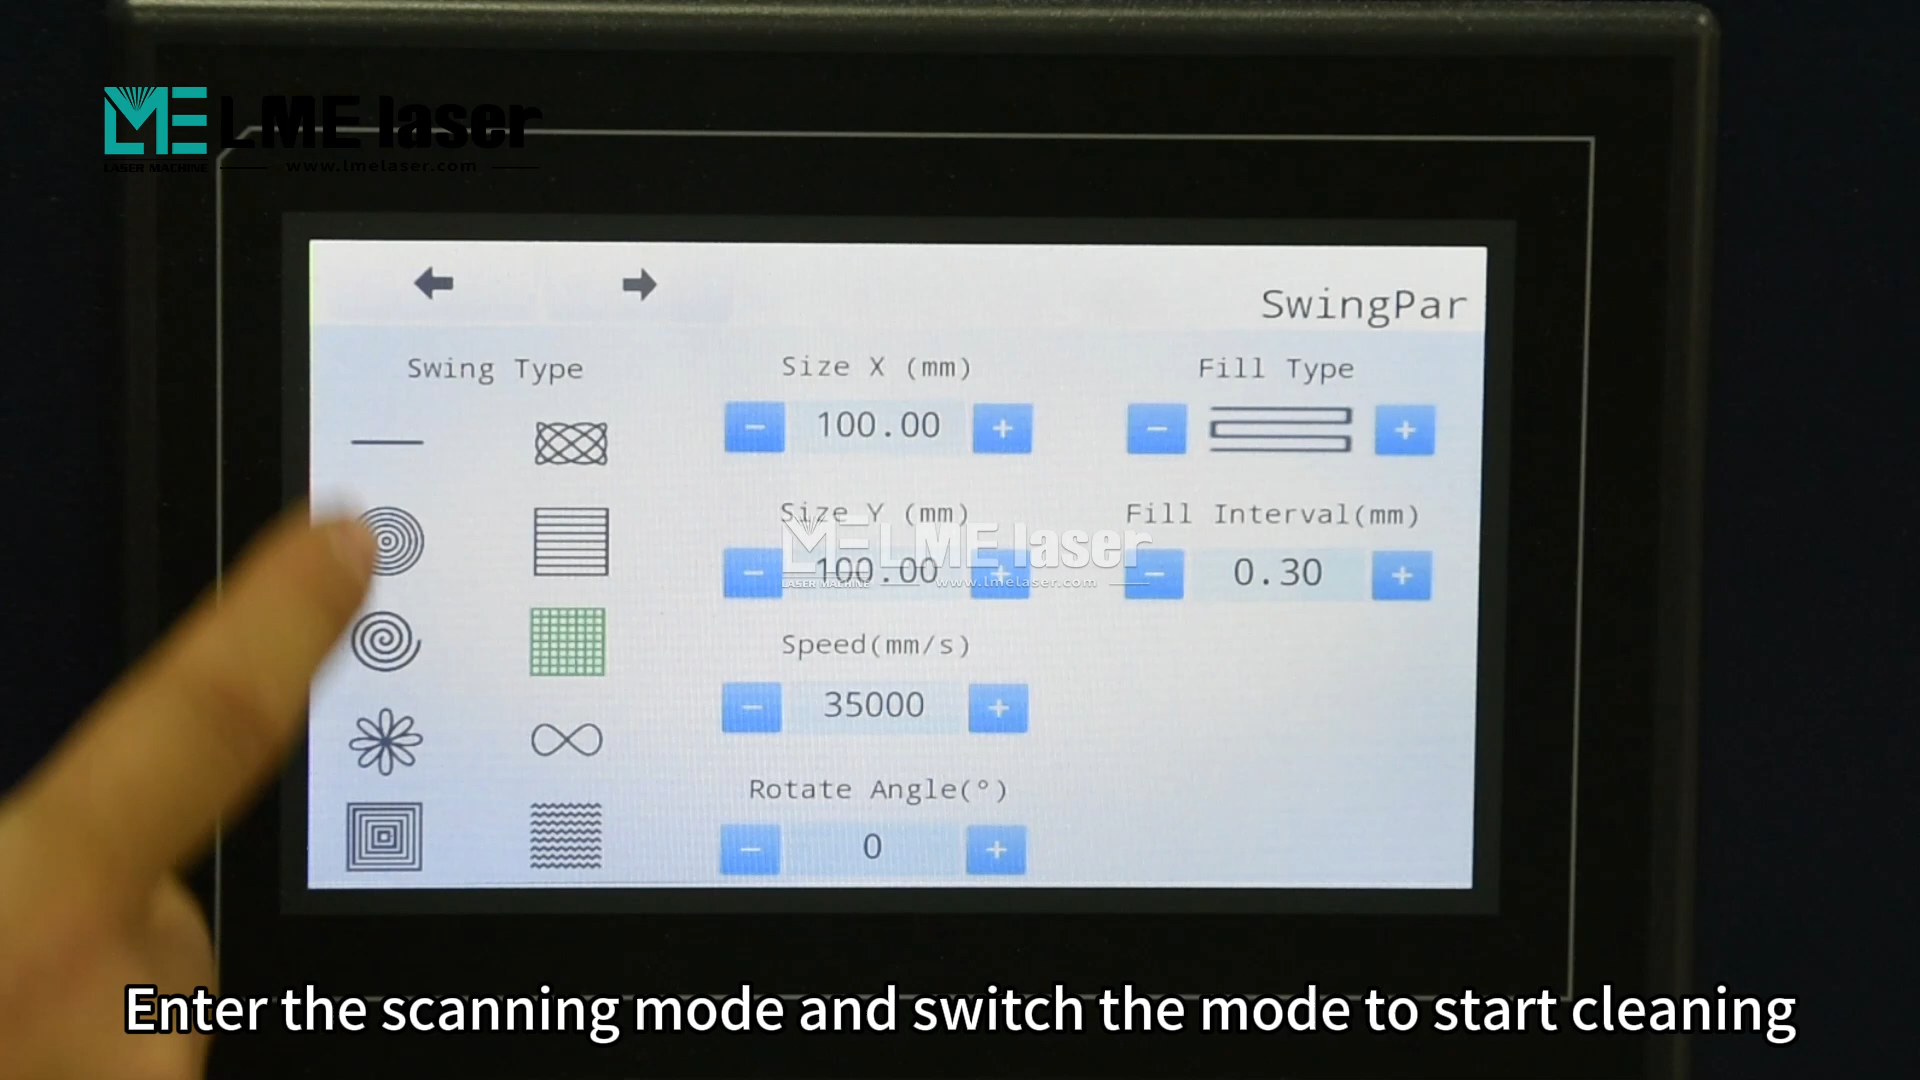 LME laser
LASER MACHINE
www.lmelaser.com
SwingPar
Swing Type
Size X (mm)
Fill Type
- 100.00 +
- +
Size Y (mm)
Fill Interval(mm)
LME laser
LASER MACHINE
www.lmelaser.com
- 100.00 +
- 0.30 +
Speed(mm/s)
- 35000 +
Rotate Angle(°)
- 0 +
Enter the scanning mode and switch the mode to start cleaning